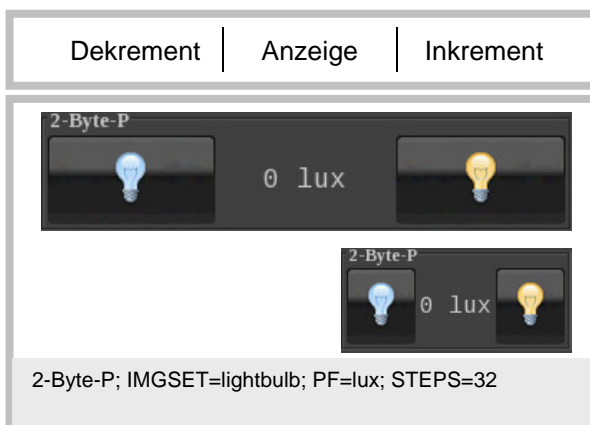 Dekrement Anzeige Inkrement
2-Byte-P
0 lux
2-Byte-P
0 lux
2-Byte-P; IMGSET=lightbulb; PF=lux; STEPS=32